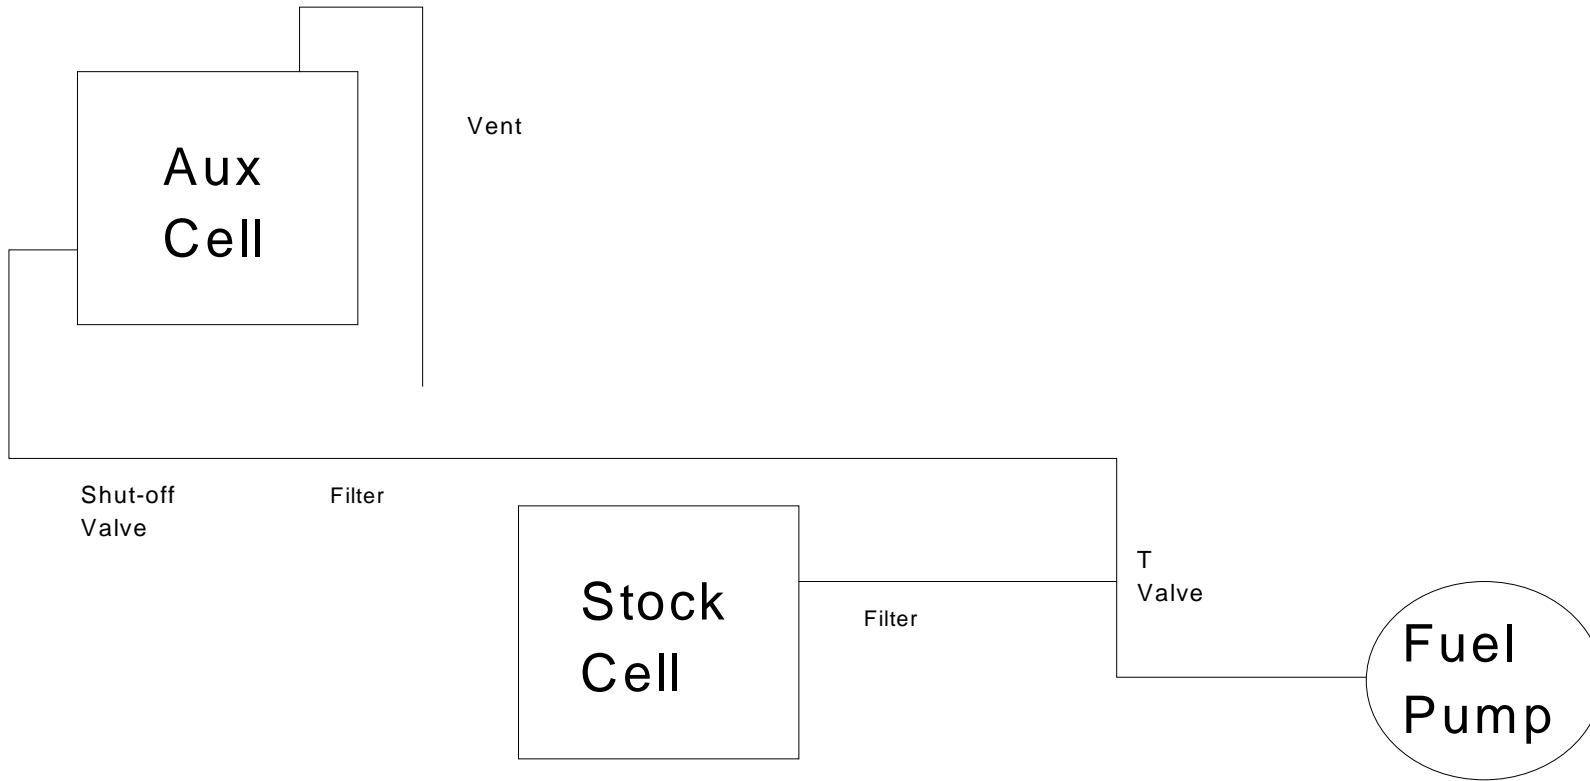 Vent
Aux
Cell
Shut-off
Valve
Filter
Stock
Cell
Filter
T
Valve
Fuel
Pump